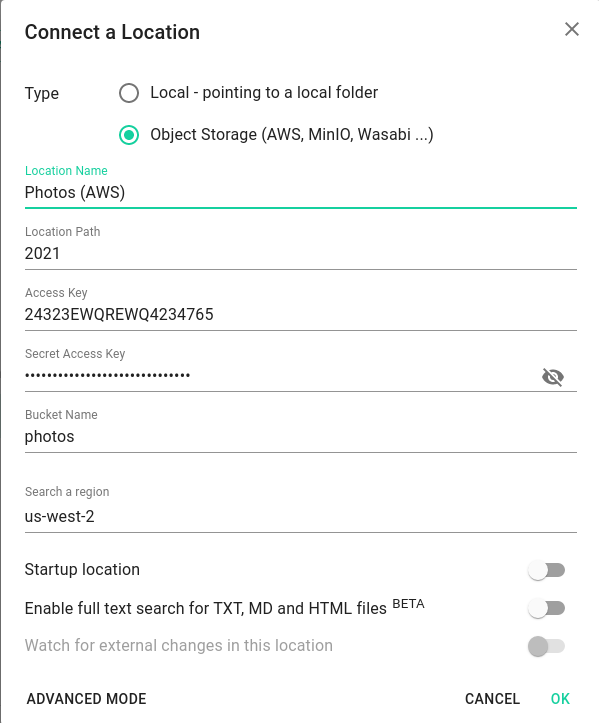 Connect a Location
Type
Local - pointing to a local folder
Object Storage (AWS, MinIO, Wasabi ...)
Location Name
Photos (AWS)
Location Path
2021
Access Key
24323EWQREWQ4234765
Secret Access Key
••••••••••••••••••••••••••••••
Bucket Name
photos
Search a region
us-west-2
Startup location
Enable full text search for TXT, MD and HTML files BETA
Watch for external changes in this location
ADVANCED MODE CANCEL OK